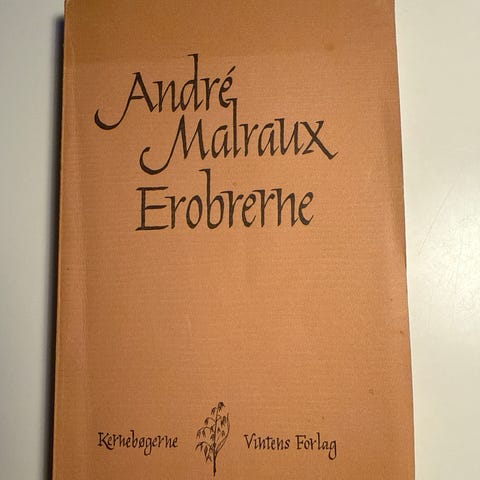 André
Malraux
Erobrerne
Kernebøgerne Vintens Forlag